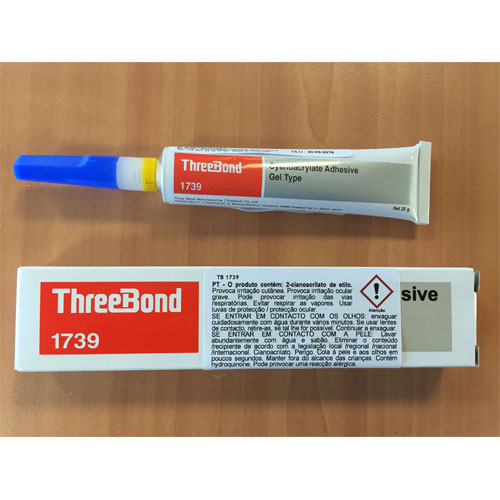 ThreeBond
1739
Cyanoacrylate Adhesive
Gel Type
Net 20 g
ThreeBond
1739
TB 1739
PT - O produto contém: 2-cianoacrilato de etilo.
Provoca irritação cutânea. Provoca irritação ocular
grave. Pode provocar irritação das vias
respiratórias. Evitar respirar as vapores. Usar
luvas de protecção / protecção ocular.
SE ENTRAR EM CONTACTO COM OS OLHOS: enxaguar
cuidadosamente com água durante vários minutos. Se usar lentes
de contacto, retire-as, se tal lhe for possível. Continuar a enxaguar.
SE ENTRAR EM CONTACTO COM A PELE: Lavar
abundantemente com água e sabão. Eliminar o conteúdo
/recipiente de acordo com a legislação local /regional /nacional
/internacional. Cianoacrilato. Perigo. Cola à pele e aos olhos em
poucos segundos. Manter fora do alcance das crianças. Contém
hydroquinone. Pode provocar uma reacção alérgica.
Atenção
sive